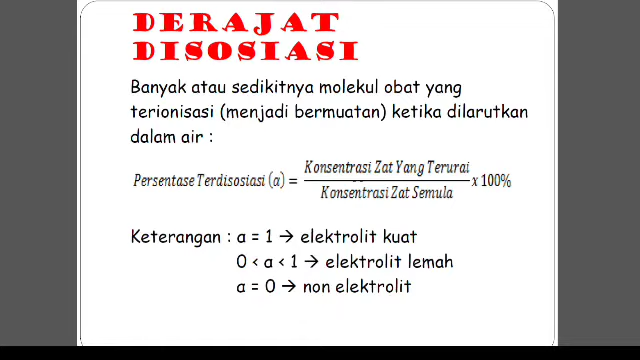 DERAJAT
DISOSIASI
Banyak atau sedikitnya molekul obat yang
terionisasi (menjadi bermuatan) ketika dilarutkan
dalam air :
Persentase Terdisosiasi (α) = Konsentrasi Zat Yang Terurai / Konsentrasi Zat Semula x 100%
Keterangan : α = 1 → elektrolit kuat
0 < α < 1 → elektrolit lemah
α = 0 → non elektrolit